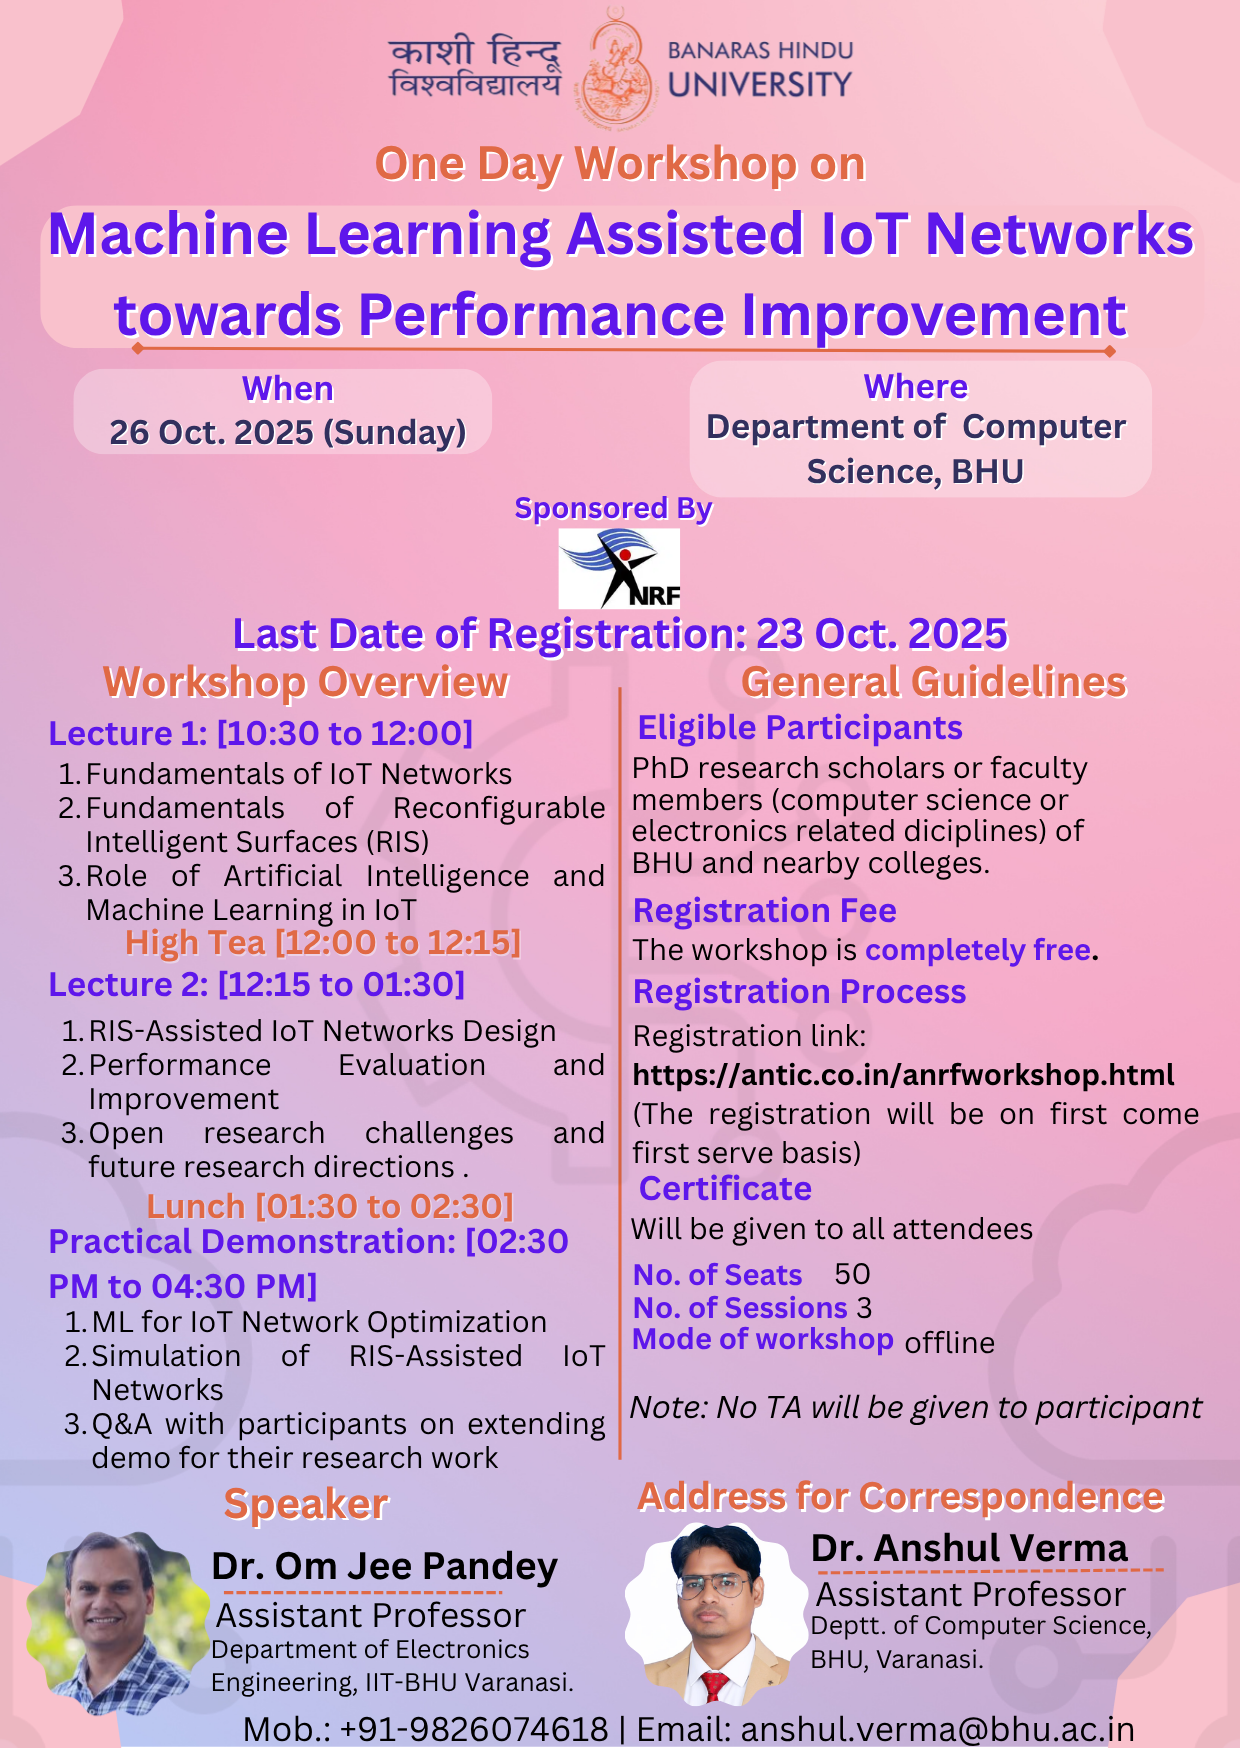 काशी हिन्दू
विश्वविद्यालय
BANARAS HINDU
UNIVERSITY
One Day Workshop on
Machine Learning Assisted IoT Networks
towards Performance Improvement
When
26 Oct. 2025 (Sunday)
Where
Department of Computer
Science, BHU
Sponsored By
NRF
Last Date of Registration: 23 Oct. 2025
Workshop Overview
Lecture 1: [10:30 to 12:00]
1. Fundamentals of IoT Networks
2. Fundamentals of Reconfigurable
Intelligent Surfaces (RIS)
3. Role of Artificial Intelligence and
Machine Learning in IoT
High Tea [12:00 to 12:15]
Lecture 2: [12:15 to 01:30]
1. RIS-Assisted IoT Networks Design
2. Performance Evaluation and
Improvement
3. Open research challenges and
future research directions .
Lunch [01:30 to 02:30]
Practical Demonstration: [02:30
PM to 04:30 PM]
1. ML for IoT Network Optimization
2. Simulation of RIS-Assisted IoT
Networks
3. Q&A with participants on extending
demo for their research work
General Guidelines
Eligible Participants
PhD research scholars or faculty
members (computer science or
electronics related diciplines) of
BHU and nearby colleges.
Registration Fee
The workshop is completely free.
Registration Process
Registration link:
https://antic.co.in/anrfworkshop.html
(The registration will be on first come
first serve basis)
Certificate
Will be given to all attendees
No. of Seats 50
No. of Sessions 3
Mode of workshop offline
Note: No TA will be given to participant
Speaker
Dr. Om Jee Pandey
Assistant Professor
Department of Electronics
Engineering, IIT-BHU Varanasi.
Address for Correspondence
Dr. Anshul Verma
Assistant Professor
Deptt. of Computer Science,
BHU, Varanasi.
Mob.: +91-9826074618 | Email: anshul.verma@bhu.ac.in